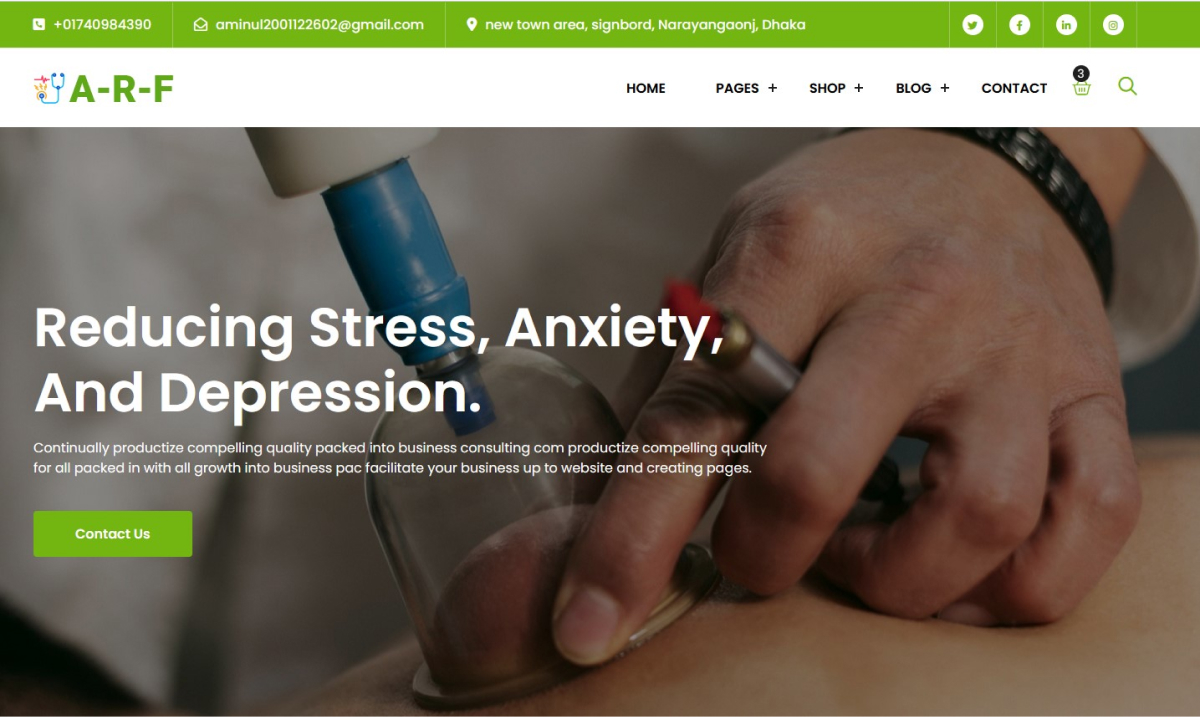 +01740984390
aminul2001122602@gmail.com
new town area, signbord, Narayangaonj, Dhaka
A-R-F
HOME
PAGES +
SHOP +
BLOG +
CONTACT
3
Reducing Stress, Anxiety,
And Depression.
Continually productize compelling quality packed into business consulting com productize compelling quality
for all packed in with all growth into business pac facilitate your business up to website and creating pages.
Contact Us